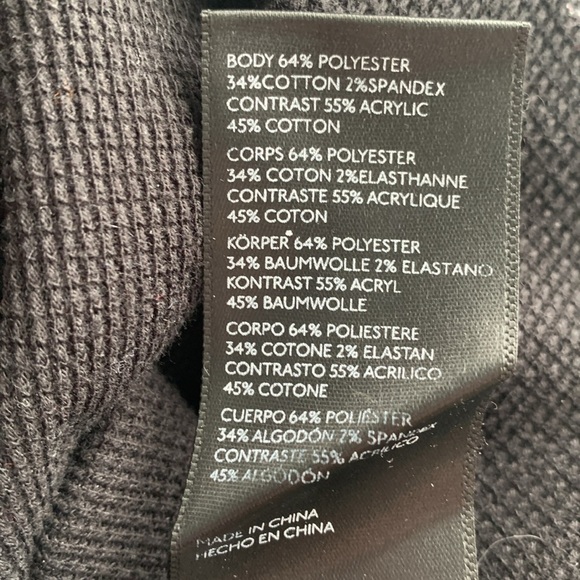 BODY 64% POLYESTER
34%COTTON 2%SPANDEX
CONTRAST 55% ACRYLIC
45% COTTON
CORPS 64% POLYESTER
34% COTON 2%ELASTHANNE
CONTRASTE 55% ACRYLIQUE
45% COTON
KÖRPER 64% POLYESTER
34% BAUMWOLLE 2% ELASTANO
KONTRAST 55% ACRYL
45% BAUMWOLLE
CORPO 64% POLIESTERE
34% COTONE 2% ELASTAN
CONTRASTO 55% ACRILICO
45% COTONE
CUERPO 64% POLIÉSTER
34% ALGODÓN 2% SPANDEX
CONTRASTE 55% ACRÍLICO
45% ALGODÓN
MADE IN CHINA
HECHO EN CHINA